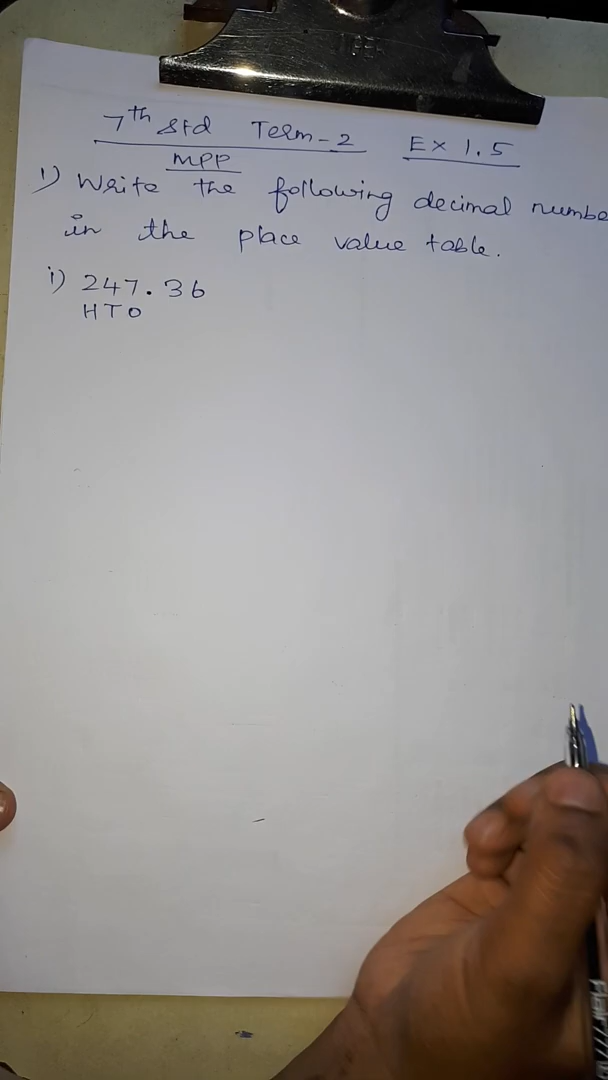 7th Std Term-2 Ex 1.5
MPP
1) Write the following decimal numbe
in the place value table.
i) 247.36
H T O